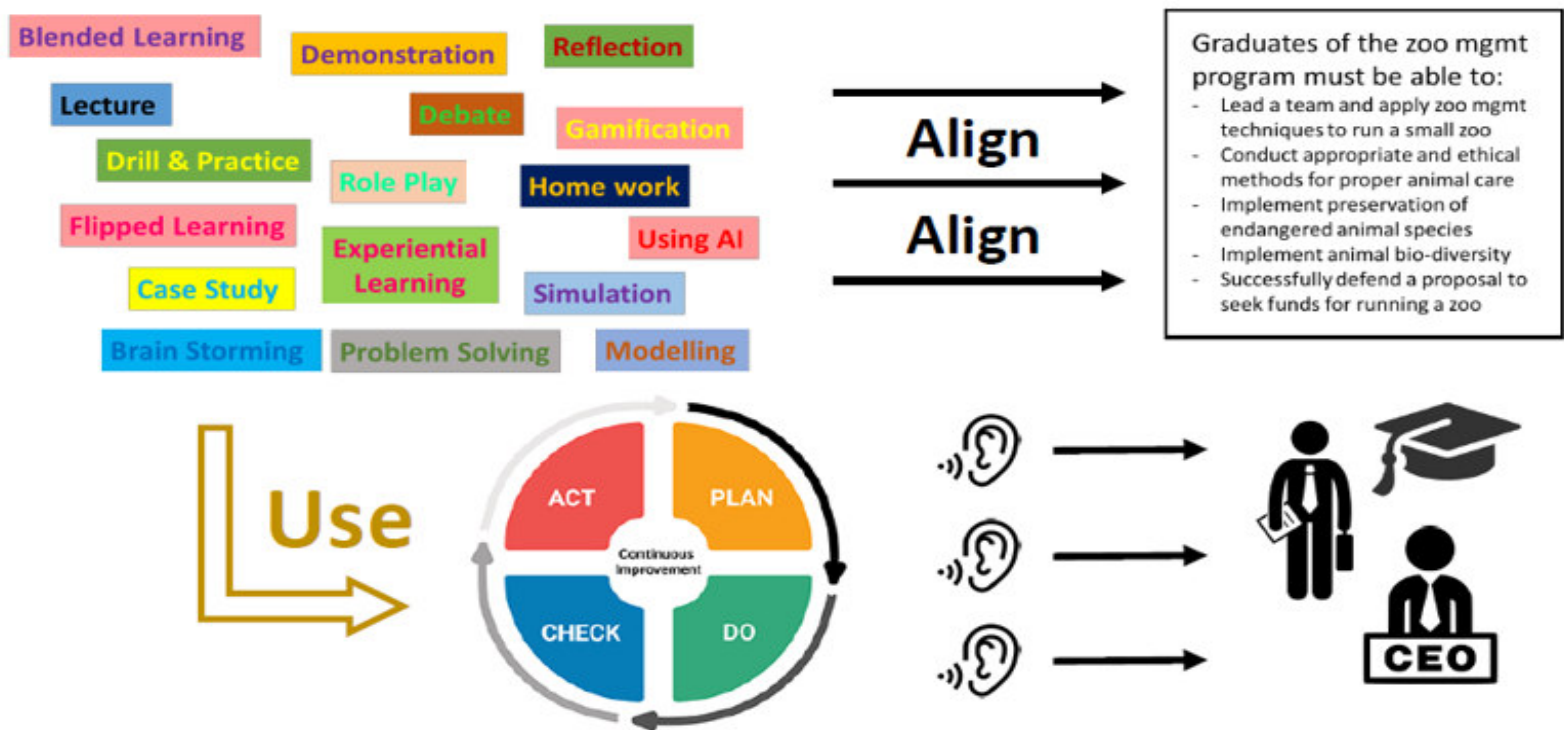 Blended Learning
Demonstration
Reflection
Lecture
Debate
Gamification
Drill & Practice
Role Play
Home work
Flipped Learning
Experiential
Learning
Using AI
Case Study
Simulation
Brain Storming
Problem Solving
Modelling
Align
Align
Graduates of the zoo mgmt
program must be able to:
- Lead a team and apply zoo mgmt
techniques to run a small zoo
- Conduct appropriate and ethical
methods for proper animal care
- Implement preservation of
endangered animal species
- Implement animal bio-diversity
- Successfully defend a proposal to
seek funds for running a zoo
Use
ACT
PLAN
Continuous
Improvement
CHECK
DO
CEO